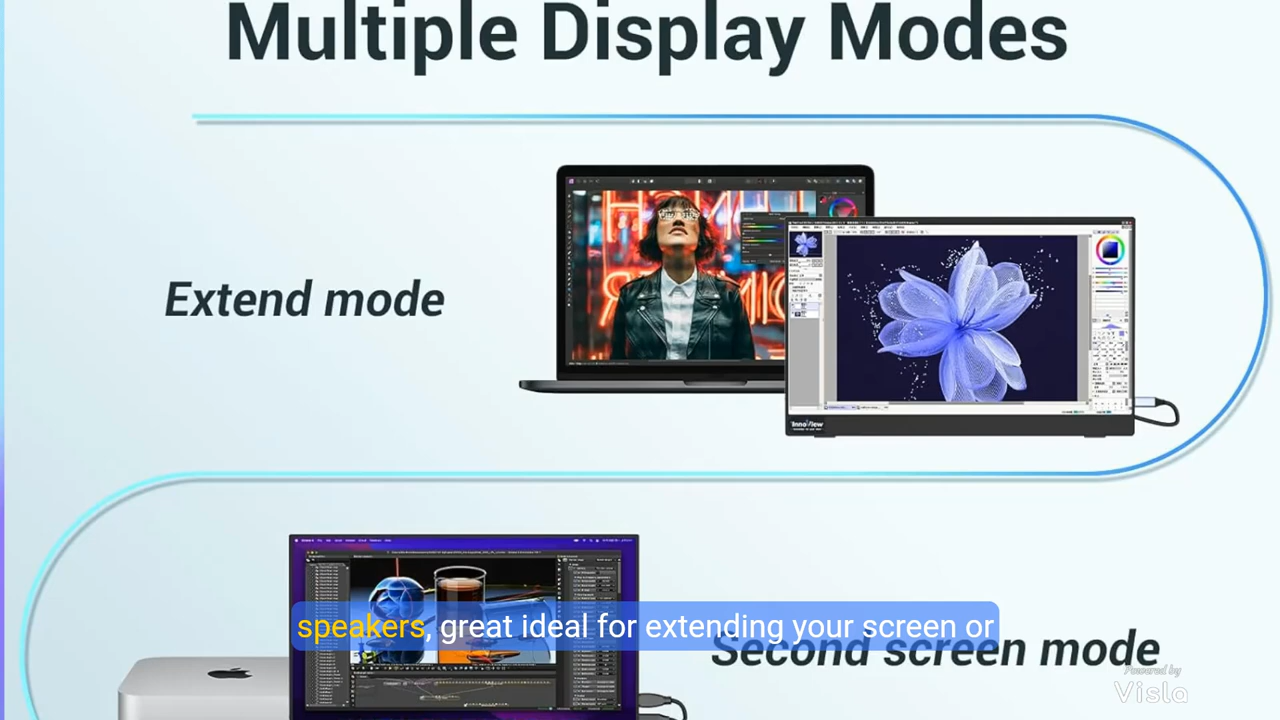 Multiple Display Modes
Extend mode
InnoView
speakers, great ideal for extending your screen or
Second screen mode
Powered by
Visla